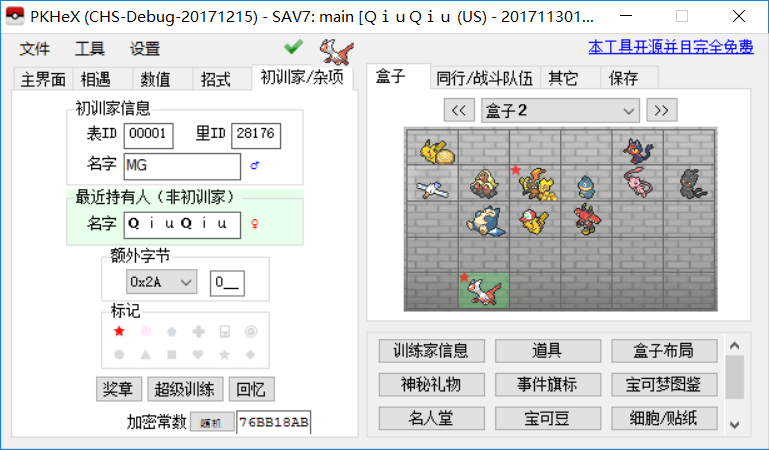 PKHeX (CHS-Debug-20171215) - SAV7: main [ＱｉｕＱｉｕ (US) - 201711301...
文件 工具 设置
本工具开源并且完全免费
主界面 相遇 数值 招式 初训家/杂项
盒子 同行/战斗队伍 其它 保存
<< 盒子2 >>
初训家信息
表ID 00001 里ID 28176
名字 MG ♂
最近持有人（非初训家）
名字 ＱｉｕＱｉｕ ♀
额外字节
0x2A 0__
标记
奖章 超级训练 回忆
加密常数 随机 76BB18AB
训练家信息 道具 盒子布局
神秘礼物 事件旗标 宝可梦图鉴
名人堂 宝可豆 细胞/贴纸